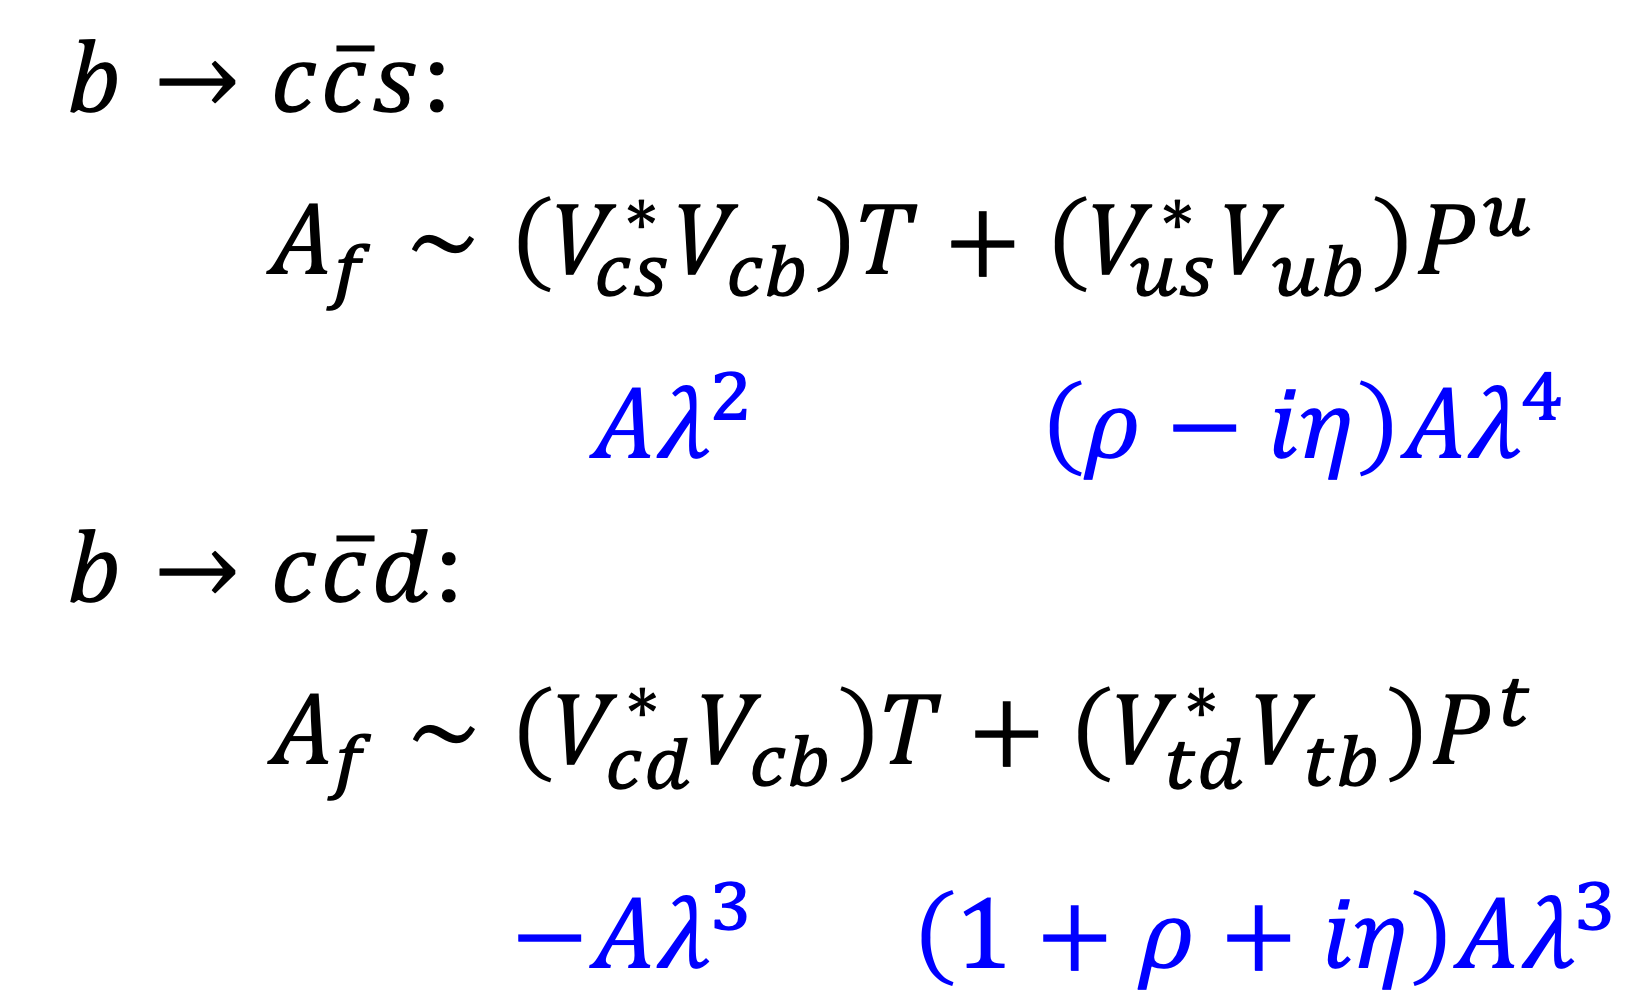 b → cc̄s:
A_f ~ (V*_cs V_cb)T + (V*_us V_ub)P^u
Aλ² (ρ − iη)Aλ⁴
b → cc̄d:
A_f ~ (V*_cd V_cb)T + (V*_td V_tb)P^t
−Aλ³ (1 + ρ + iη)Aλ³